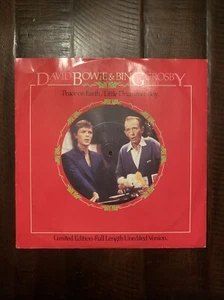 DAVID BOWIE & BING CROSBY
Peace on Earth/Little Drummer Boy
Limited Edition-Full Length Unedited Version